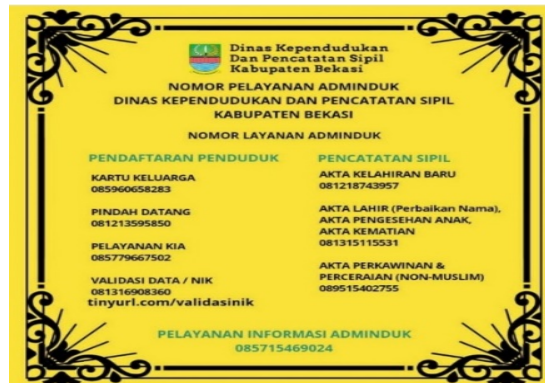 Dinas Kependudukan
Dan Pencatatan Sipil
Kabupaten Bekasi
NOMOR PELAYANAN ADMINDUK
DINAS KEPENDUDUKAN DAN PENCATATAN SIPIL
KABUPATEN BEKASI
NOMOR LAYANAN ADMINDUK
PENDAFTARAN PENDUDUK
KARTU KELUARGA
085960658283
PINDAH DATANG
081213595850
PELAYANAN KIA
085779667502
VALIDASI DATA / NIK
081316908360
tinyurl.com/validasinik
PENCATATAN SIPIL
AKTA KELAHIRAN BARU
081218743957
AKTA LAHIR (Perbaikan Nama),
AKTA PENGESEHAN ANAK,
AKTA KEMATIAN
081315115531
AKTA PERKAWINAN &
PERCERAIAN (NON-MUSLIM)
089515402755
PELAYANAN INFORMASI ADMINDUK
085715469024